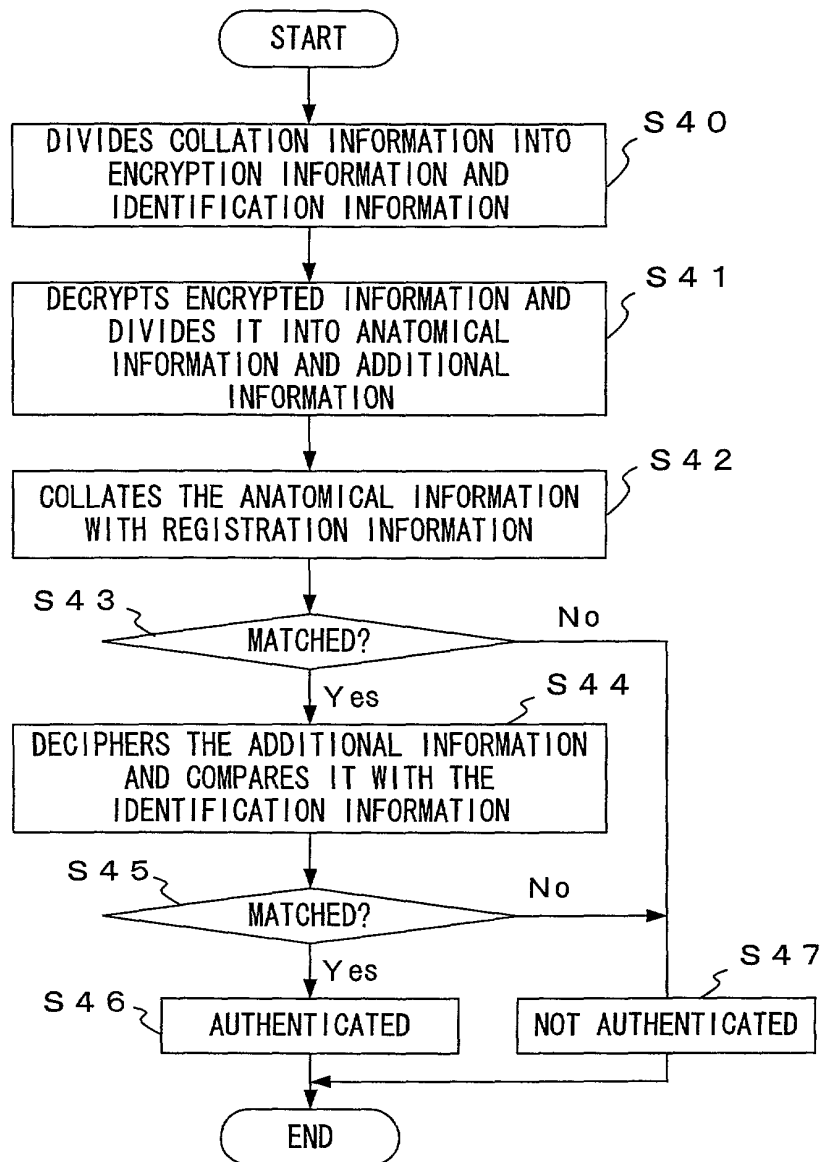 START
S40
DIVIDES COLLATION INFORMATION INTO
ENCRYPTION INFORMATION AND
IDENTIFICATION INFORMATION
S41
DECRYPTS ENCRYPTED INFORMATION AND
DIVIDES IT INTO ANATOMICAL
INFORMATION AND ADDITIONAL
INFORMATION
S42
COLLATES THE ANATOMICAL INFORMATION
WITH REGISTRATION INFORMATION
S43
MATCHED?
No
Yes
S44
DECIPHERS THE ADDITIONAL INFORMATION
AND COMPARES IT WITH THE
IDENTIFICATION INFORMATION
S45
MATCHED?
No
Yes
S46
AUTHENTICATED
S47
NOT AUTHENTICATED
END